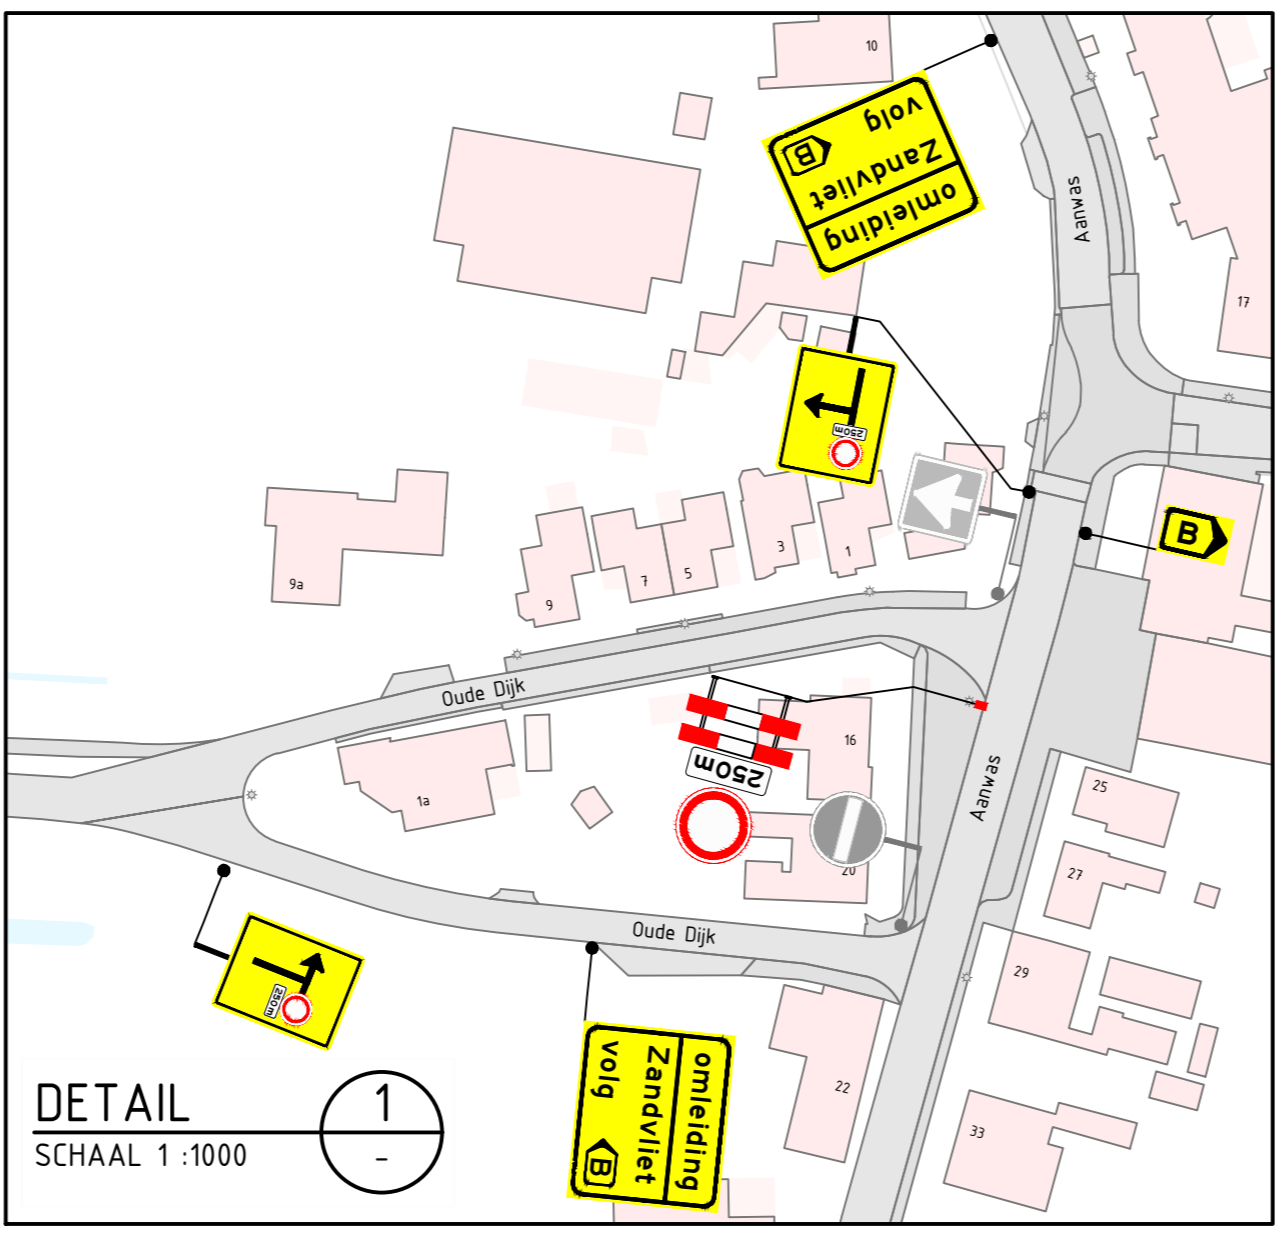 10
volg
B
Zandvliet
omleiding
Aanwas
17
250m
B
9a
9
7
5
3
1
Oude Dijk
250m
16
1a
20
Aanwas
25
27
29
33
22
Oude Dijk
250m
omleiding
Zandvliet
volg
B
DETAIL
1
SCHAAL 1:1000
-